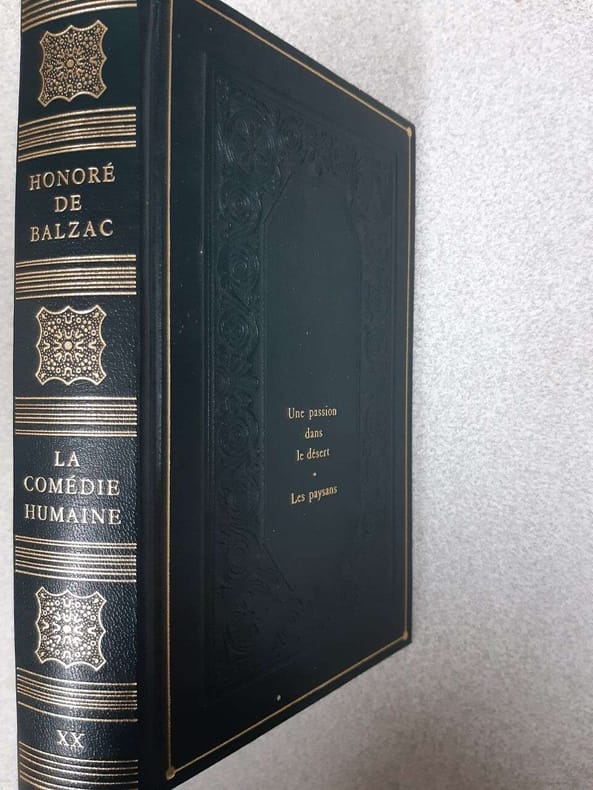 HONORÉ
DE
BALZAC
LA
COMÉDIE
HUMAINE
XX
Une passion
dans
le désert
*
Les paysans